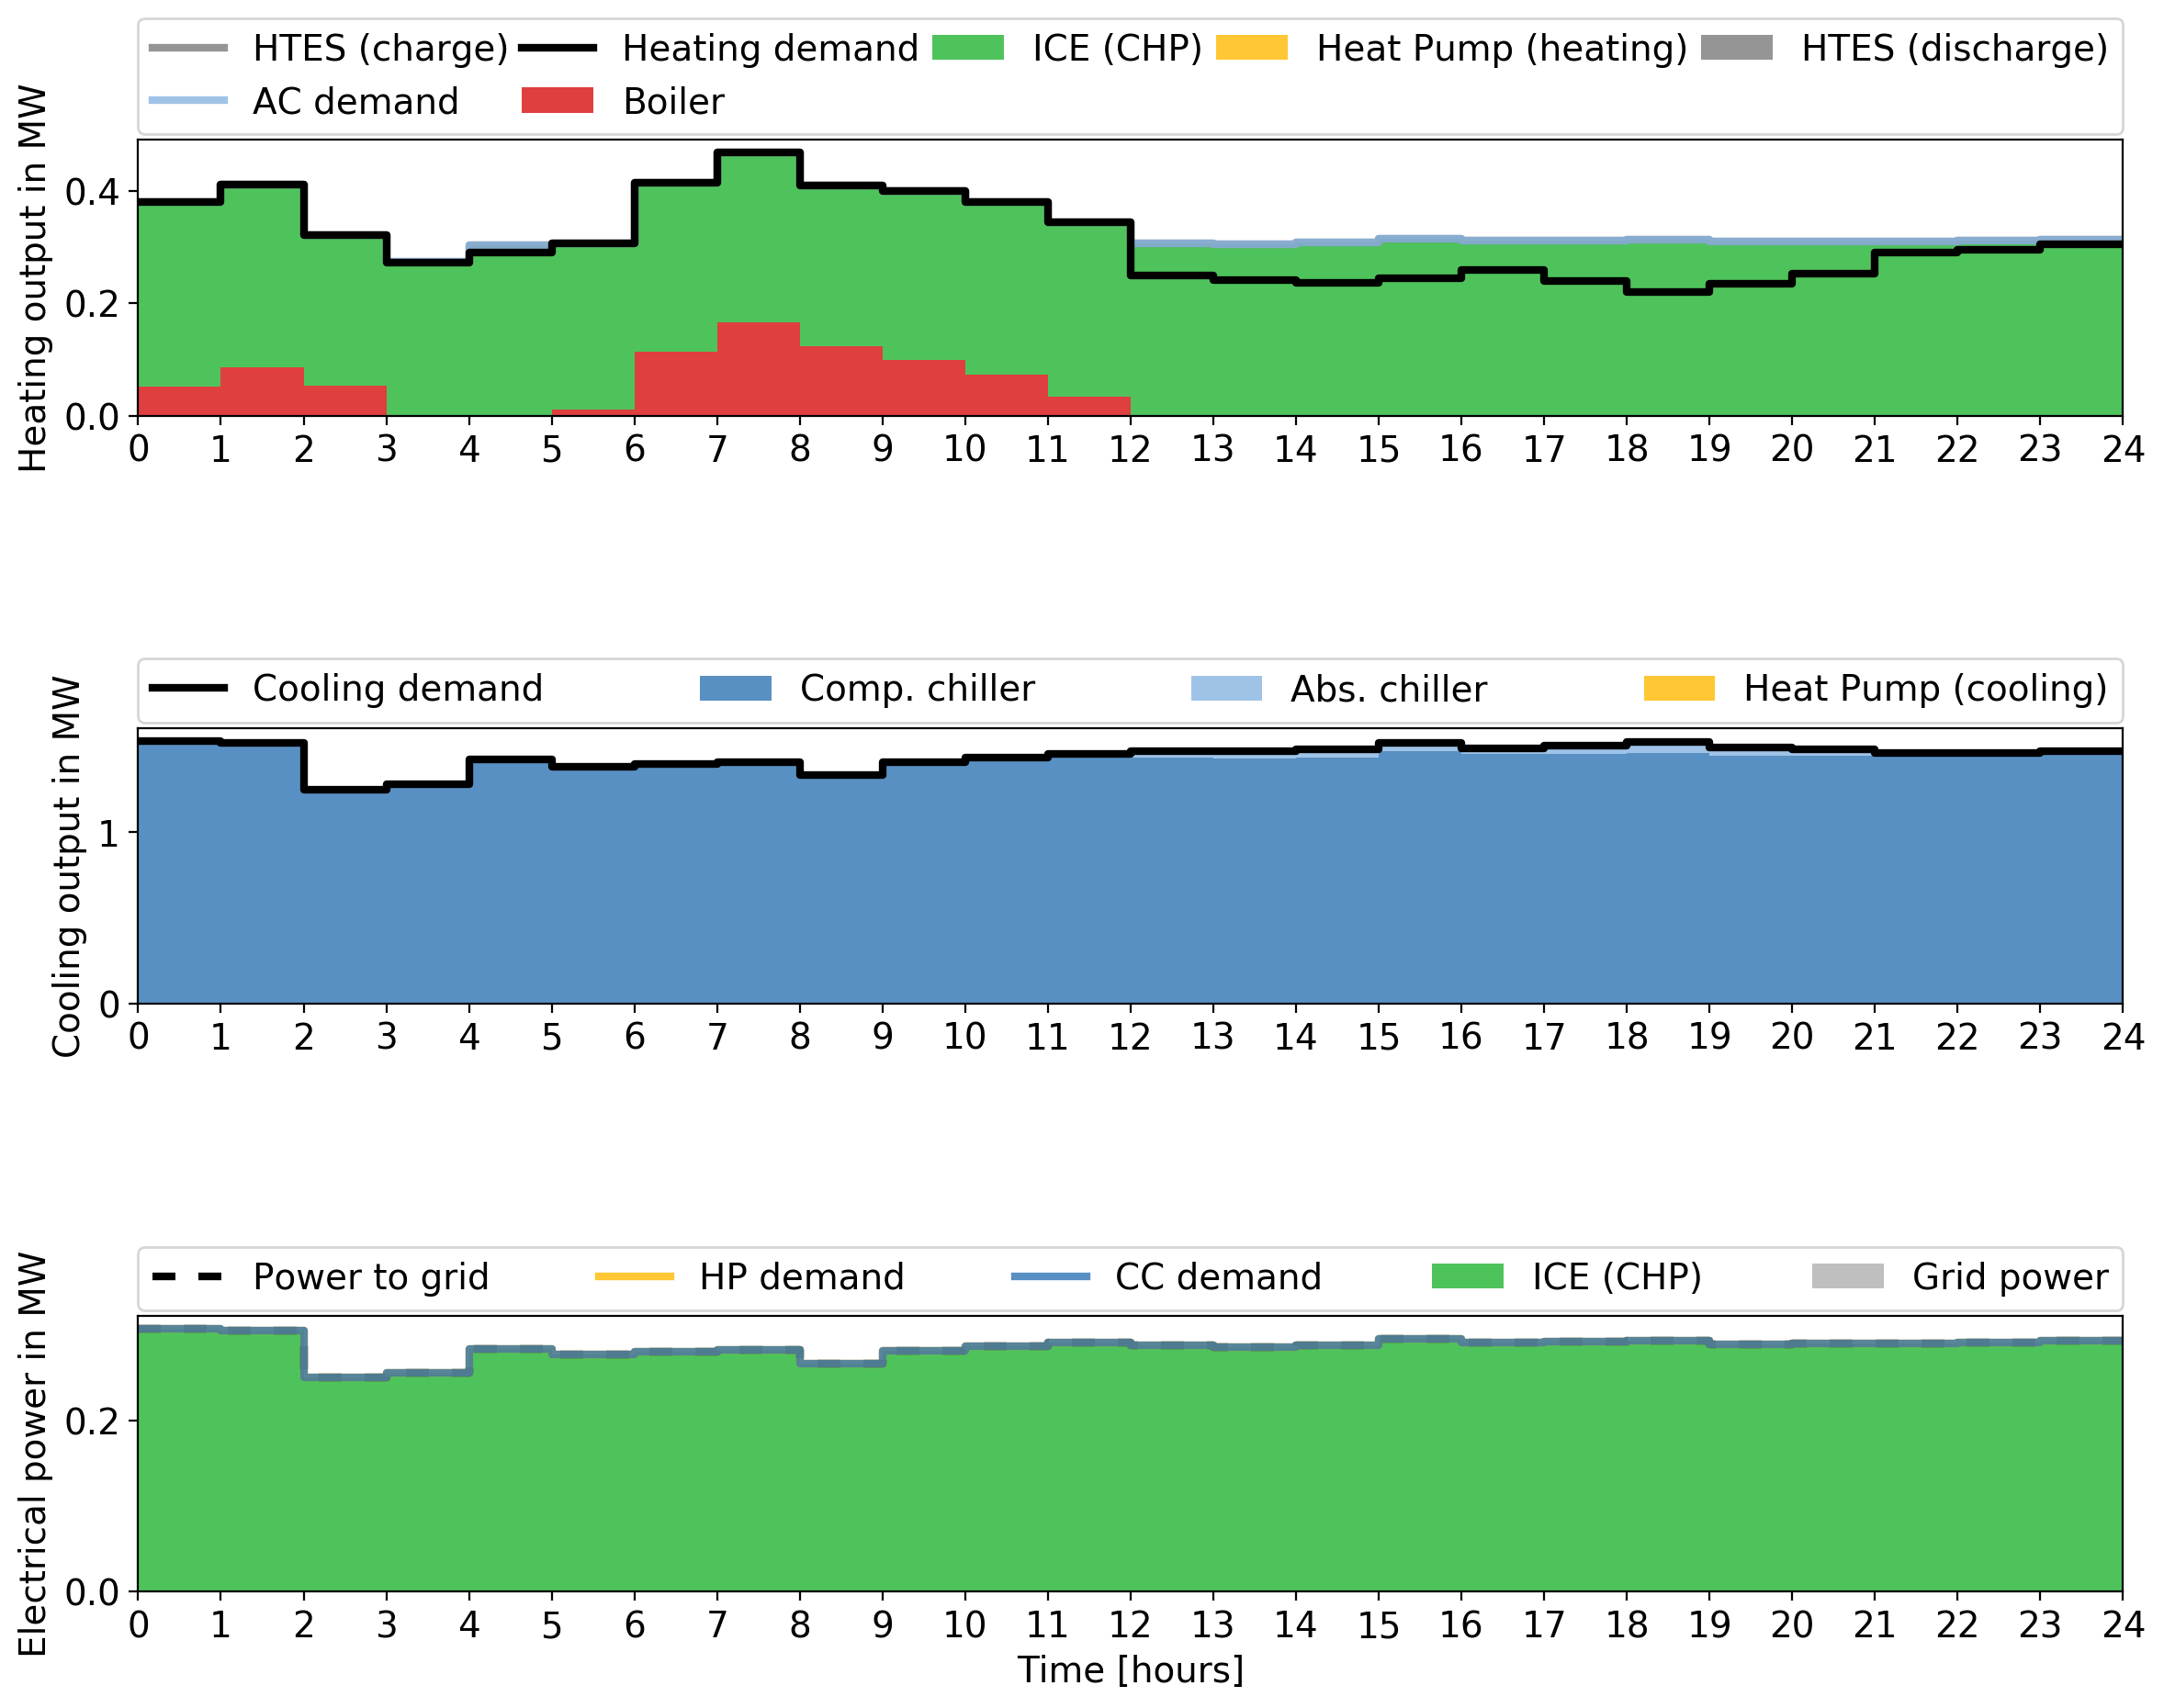 HTES (charge) Heating demand ICE (CHP) Heat Pump (heating) HTES (discharge)
AC demand Boiler
Heating output in MW
0.4
0.2
0.0
0 1 2 3 4 5 6 7 8 9 10 11 12 13 14 15 16 17 18 19 20 21 22 23 24
Cooling demand Comp. chiller Abs. chiller Heat Pump (cooling)
Cooling output in MW
1
0
0 1 2 3 4 5 6 7 8 9 10 11 12 13 14 15 16 17 18 19 20 21 22 23 24
Power to grid HP demand CC demand ICE (CHP) Grid power
Electrical power in MW
0.2
0.0
0 1 2 3 4 5 6 7 8 9 10 11 12 13 14 15 16 17 18 19 20 21 22 23 24
Time [hours]